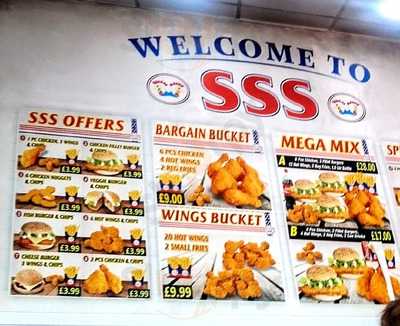 WELCOME TO
SSS
SSS OFFERS
2 PC CHICKEN, 3 WINGS
& CHIPS
£3.99
CHICKEN FILLET BURGER
& CHIPS
£3.99
6 CHICKEN NUGGETS
& CHIPS
£3.99
VEGGIE BURGER
& CHIPS
£3.99
FISH BURGER & CHIPS
£3.99
6 HOT WINGS & CHIPS
£3.99
CHEESE BURGER
2 WINGS & CHIPS
£3.99
2 PCS CHICKEN & CHIPS
£3.99
BARGAIN BUCKET
6 PCS CHICKEN
4 HOT WINGS
2 REG FRIES
£9.00
WINGS BUCKET
20 HOT WINGS
2 SMALL FRIES
£9.99
MEGA MIX
A
£28.00
B
£17.00
SP